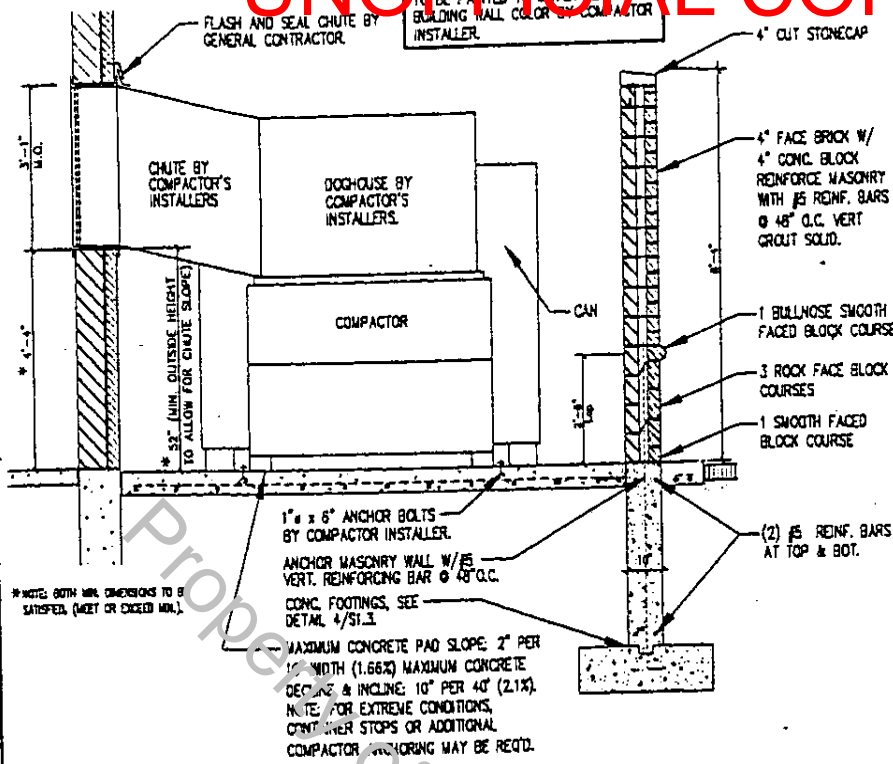 UNOFFICIAL COP
FLASH AND SEAL CHUTE BY
GENERAL CONTRACTOR.
BUILDING WALL COLOR BY COMPACTOR
INSTALLER.
4" CUT STONECAP
3'-1"
M.O.
CHUTE BY
COMPACTOR'S
INSTALLERS
DOGHOUSE BY
COMPACTOR'S
INSTALLERS.
4" FACE BRICK W/
4" CONC. BLOCK
REINFORCE MASONRY
WITH #5 REINF. BARS
@ 48" O.C. VERT
GROUT SOLID.
* 4'-4"
* 52" (MIN. OUTSIDE HEIGHT
TO ALLOW FOR CHUTE SLOPE)
COMPACTOR
CAN
1 BULLNOSE SMOOTH
FACED BLOCK COURSE
3 ROCK FACE BLOCK
COURSES
1 SMOOTH FACED
BLOCK COURSE
Lap
1"ø x 6" ANCHOR BOLTS
BY COMPACTOR INSTALLER.
ANCHOR MASONRY WALL W/#5
VERT. REINFORCING BAR @ 48" O.C.
10"
(2) #5 REINF. BARS
AT TOP & BOT.
* NOTE: BOTH MIN. DIMENSIONS TO B
SATISFIED, (MEET OR EXCEED MIN.).
CONC. FOOTINGS, SEE
DETAIL 4/S1.3.
MAXIMUM CONCRETE PAD SLOPE: 2" PER
WIDTH (1.66%) MAXIMUM CONCRETE
& INCLINE: 10" PER 40' (2.1%).
NOTE: FOR EXTREME CONDITIONS,
STOPS OR ADDITIONAL
COMPACTOR ANCHORING MAY BE REQ'D.
Property of